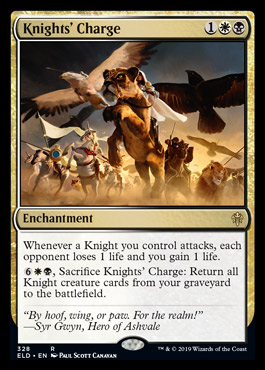 Knights' Charge 1
Enchantment
Whenever a Knight you control attacks, each
opponent loses 1 life and you gain 1 life.
6, Sacrifice Knights' Charge: Return all
Knight creature cards from your graveyard
to the battlefield.
"By hoof, wing, or paw. For the realm!"
—Syr Gwyn, Hero of Ashvale
328 R
ELD • EN Paul Scott Canavan
™ & © 2019 Wizards of the Coast